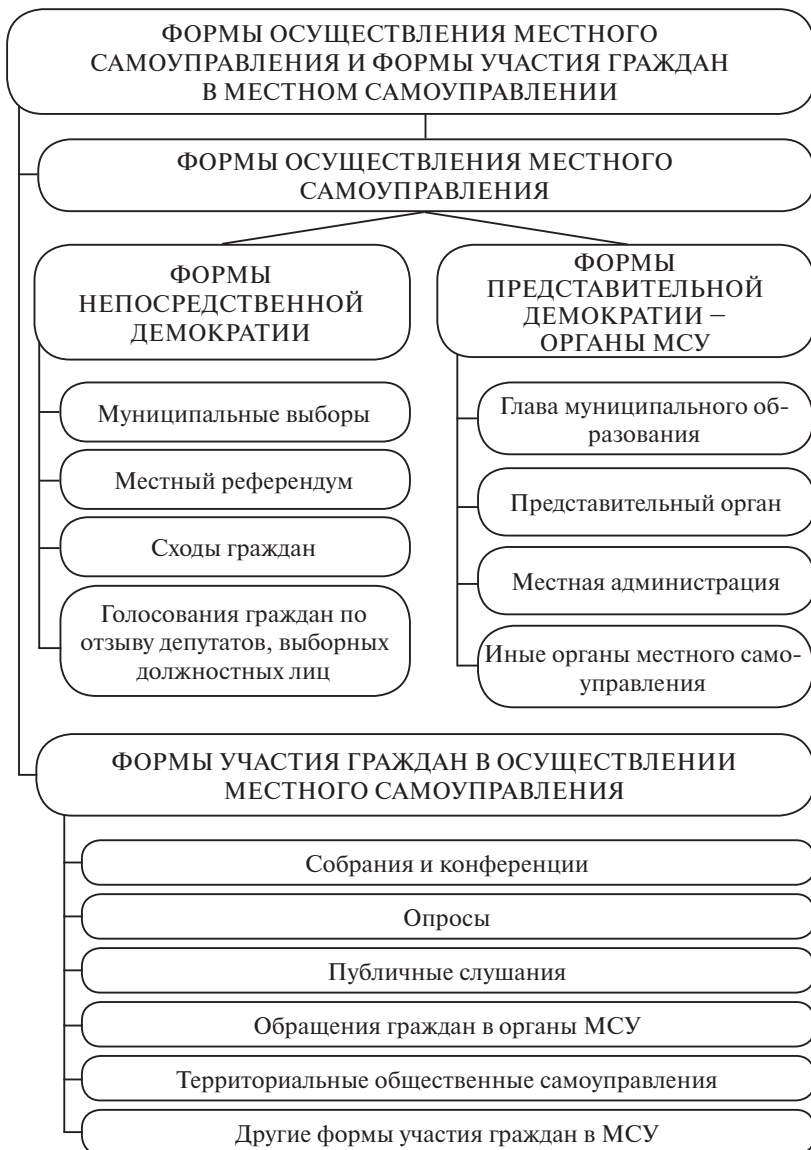 ФОРМЫ ОСУЩЕСТВЛЕНИЯ МЕСТНОГО
САМОУПРАВЛЕНИЯ И ФОРМЫ УЧАСТИЯ ГРАЖДАН
В МЕСТНОМ САМОУПРАВЛЕНИИ
ФОРМЫ ОСУЩЕСТВЛЕНИЯ МЕСТНОГО
САМОУПРАВЛЕНИЯ
ФОРМЫ
НЕПОСРЕДСТВЕННОЙ
ДЕМОКРАТИИ
Муниципальные выборы
Местный референдум
Сходы граждан
Голосования граждан по
отзыву депутатов, выборных
должностных лиц
ФОРМЫ
ПРЕДСТАВИТЕЛЬНОЙ
ДЕМОКРАТИИ –
ОРГАНЫ МСУ
Глава муниципального об-
разования
Представительный орган
Местная администрация
Иные органы местного само-
управления
ФОРМЫ УЧАСТИЯ ГРАЖДАН В ОСУЩЕСТВЛЕНИИ
МЕСТНОГО САМОУПРАВЛЕНИЯ
Собрания и конференции
Опросы
Публичные слушания
Обращения граждан в органы МСУ
Территориальные общественные самоуправления
Другие формы участия граждан в МСУ